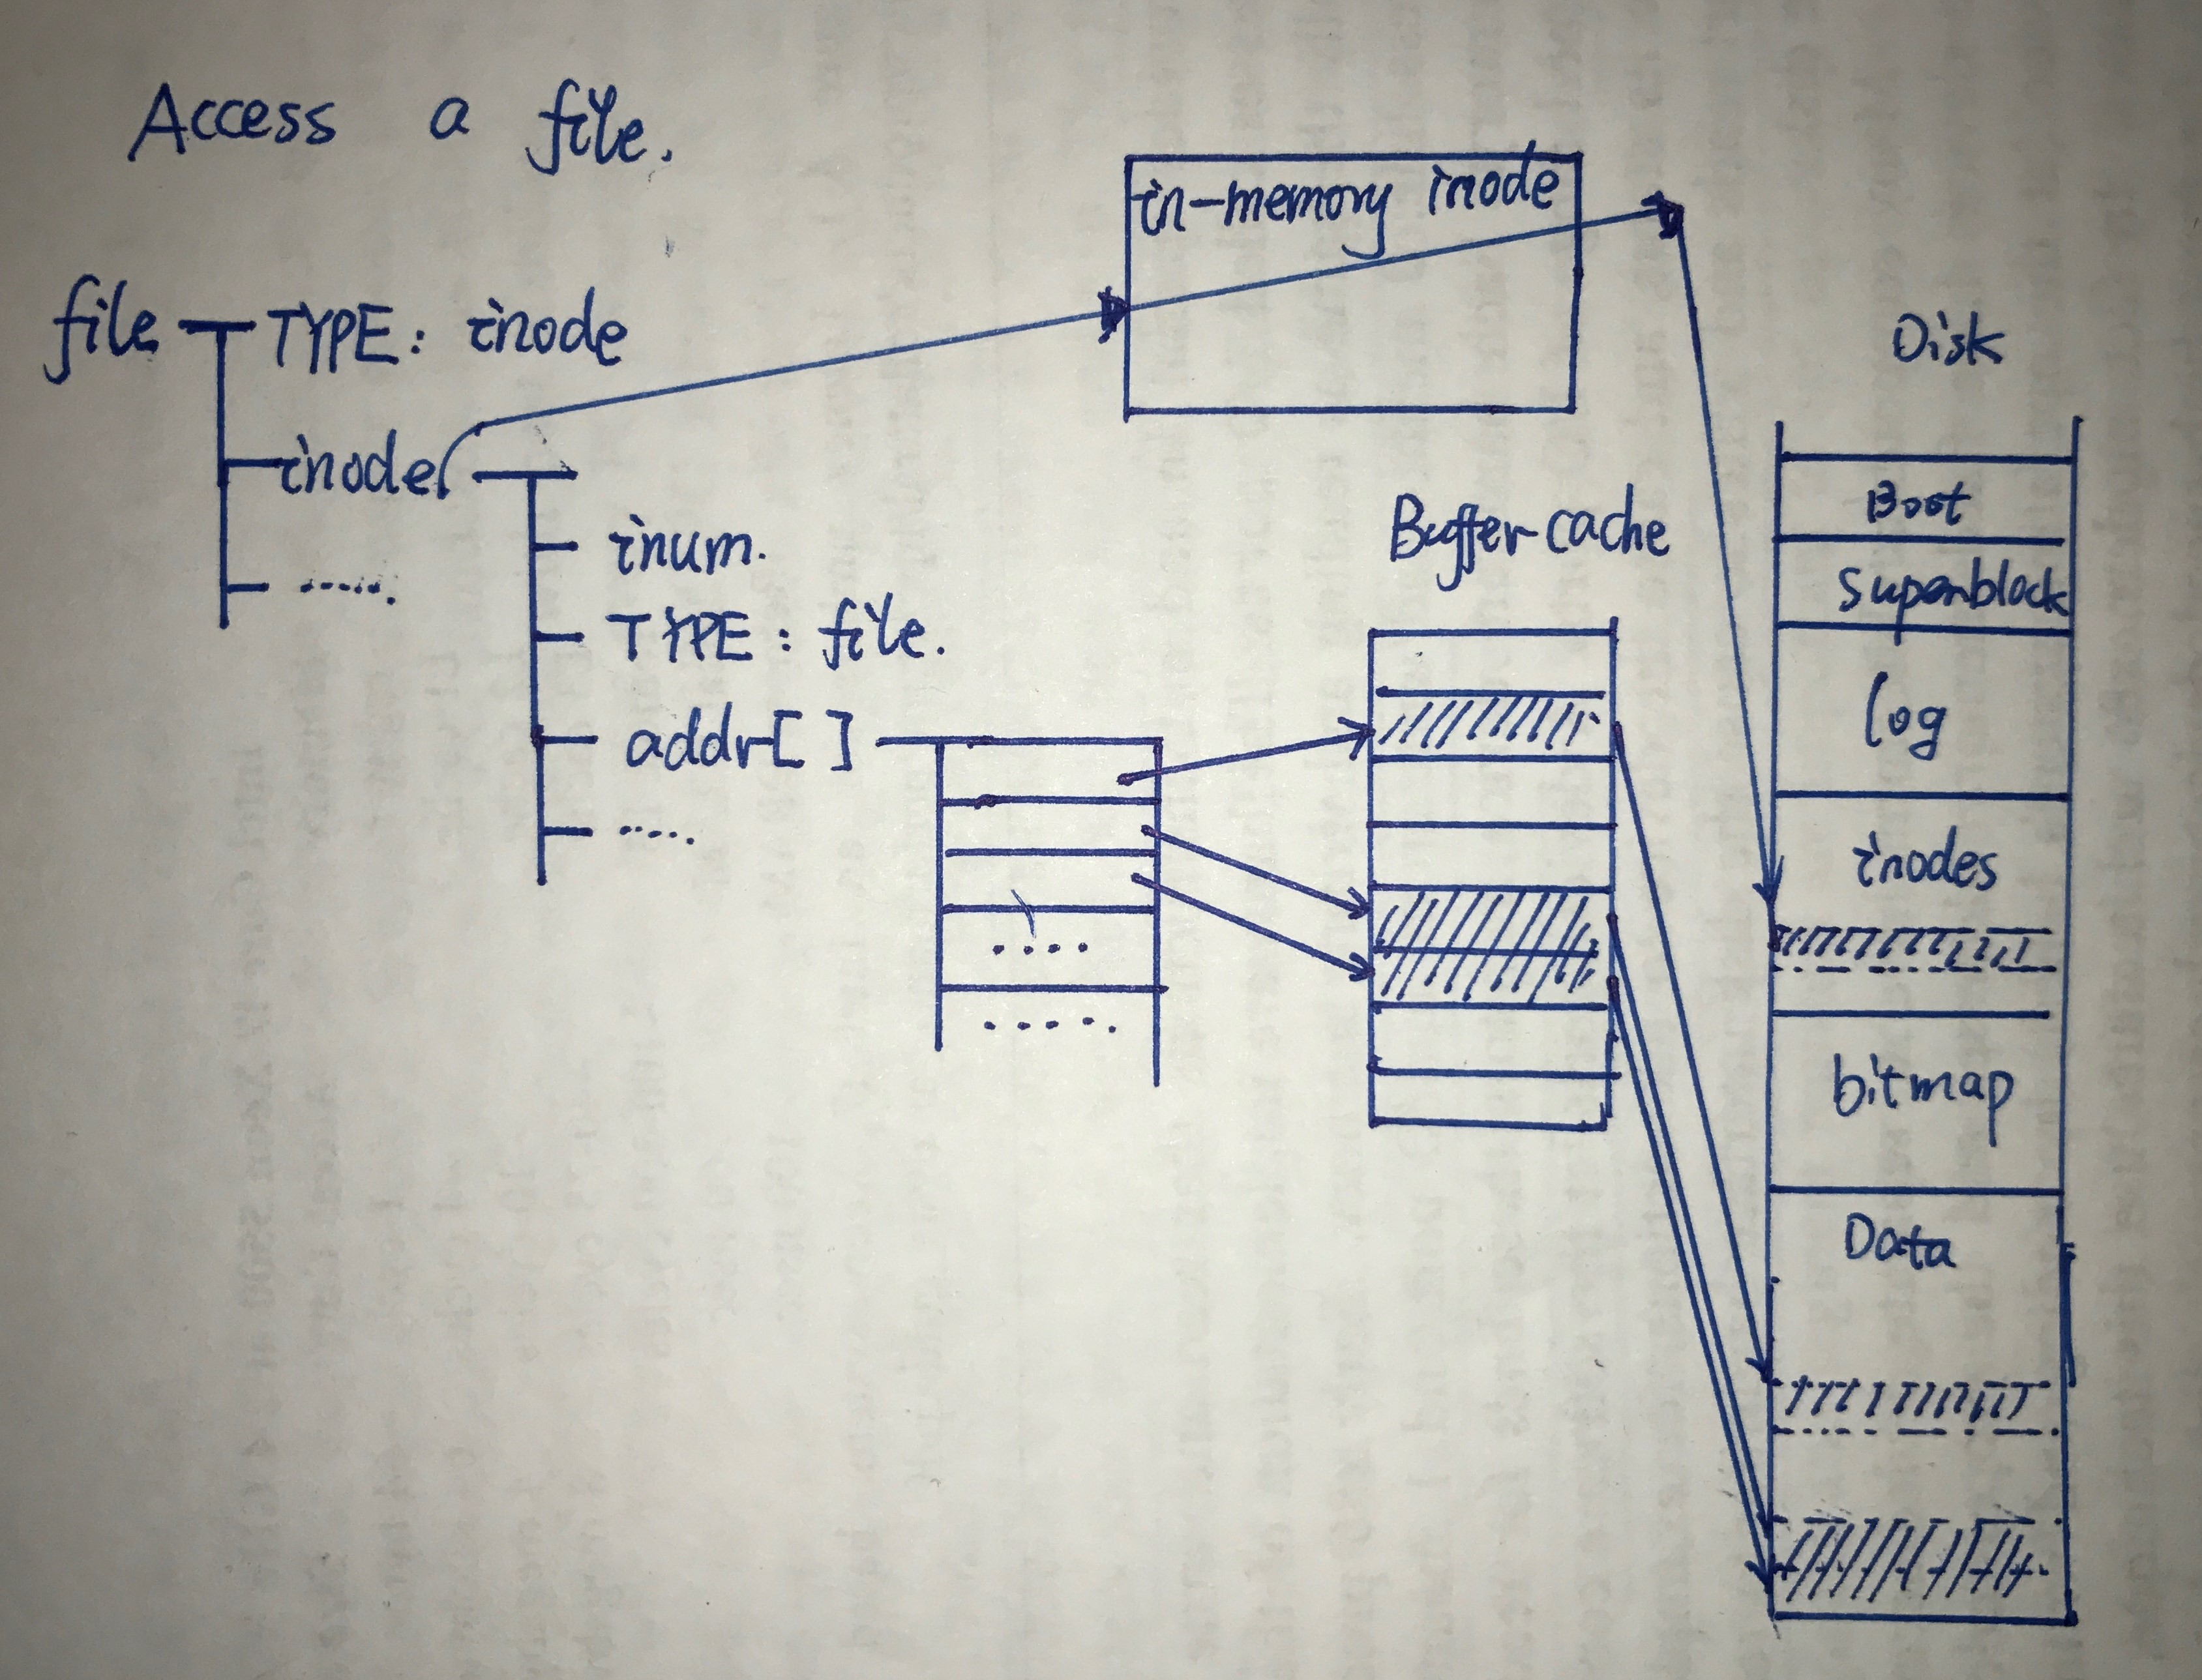 Access a file.
in-memory inode
file TYPE: inode
Disk
inode
Boot
Buffer cache
inum.
Superblock
TYPE: file.
.....
log
addr[ ]
.....
inodes
....
.....
bitmap
Data